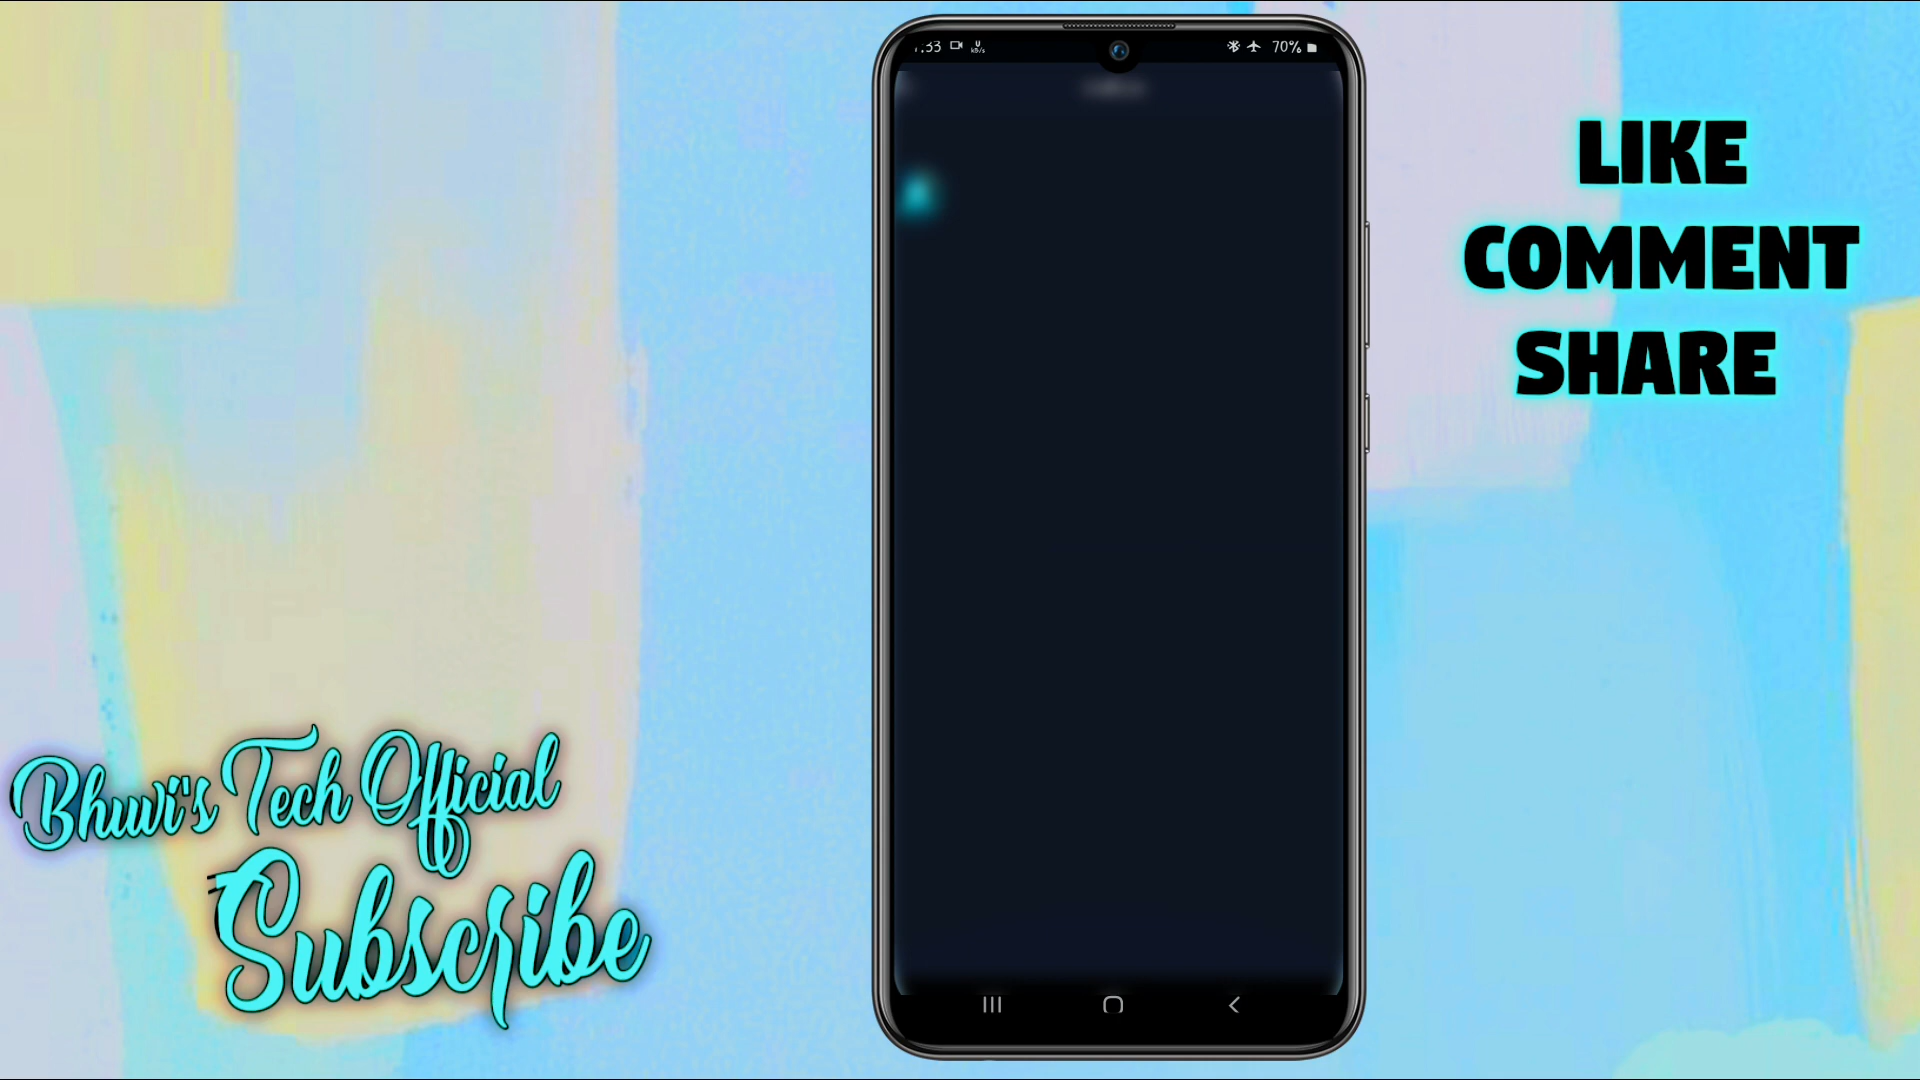 70%
LIKE
COMMENT
SHARE
Bhuvi's Tech Official
Subscribe